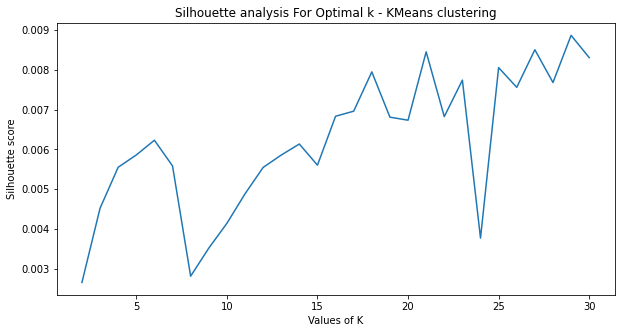 Silhouette analysis For Optimal k - KMeans clustering
0.009
0.008
0.007
0.006
0.005
0.004
0.003
Silhouette score
5 10 15 20 25 30
Values of K